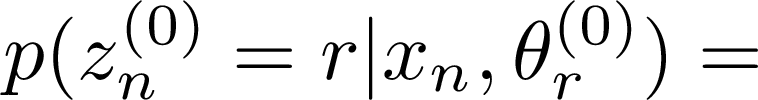 p(z_n^{(0)} = r|x_n, θ_r^{(0)}) =